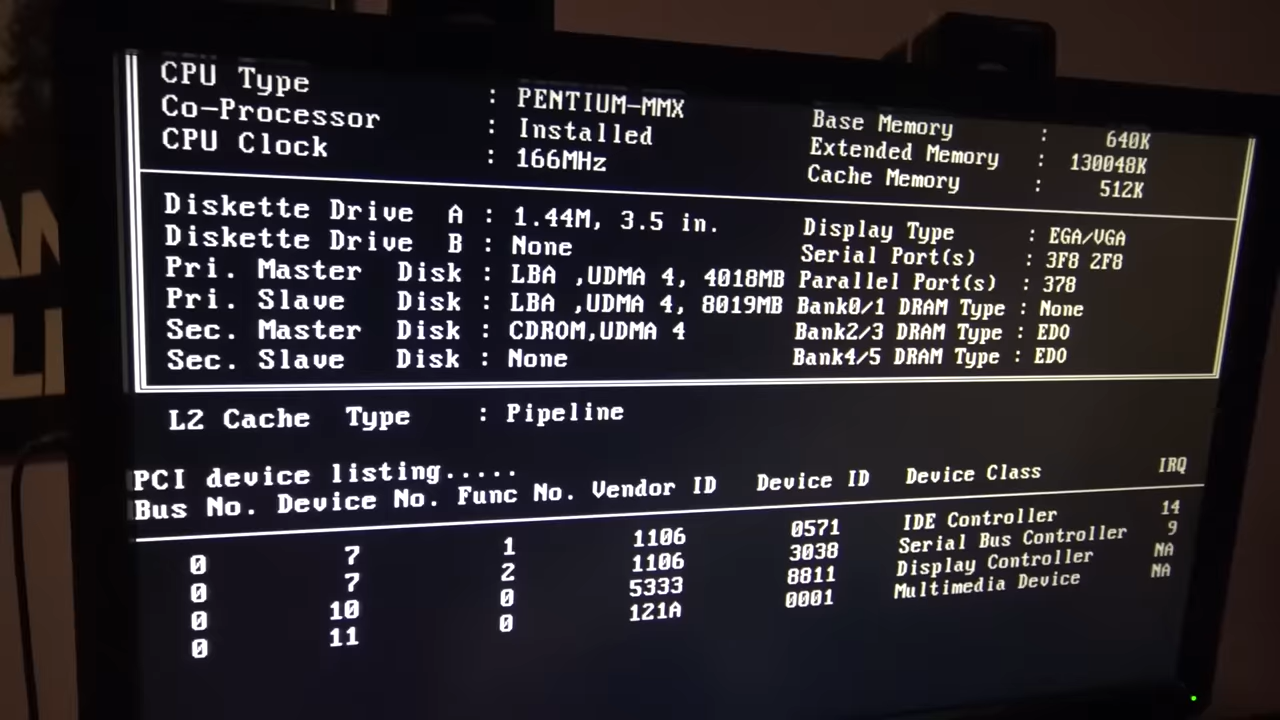 CPU Type : PENTIUM-MMX Base Memory : 640K
Co-Processor : Installed Extended Memory : 130048K
CPU Clock : 166MHz Cache Memory : 512K
Diskette Drive A : 1.44M, 3.5 in. Display Type : EGA/VGA
Diskette Drive B : None Serial Port(s) : 3F8 2F8
Pri. Master Disk : LBA ,UDMA 4, 4018MB Parallel Port(s) : 378
Pri. Slave Disk : LBA ,UDMA 4, 8019MB Bank0/1 DRAM Type : None
Sec. Master Disk : CDROM,UDMA 4 Bank2/3 DRAM Type : EDO
Sec. Slave Disk : None Bank4/5 DRAM Type : EDO
L2 Cache Type : Pipeline
PCI device listing.....
Bus No. Device No. Func No. Vendor ID Device ID Device Class IRQ
0 7 1 1106 0571 IDE Controller 14
0 7 2 1106 3038 Serial Bus Controller 9
0 10 0 5333 8811 Display Controller NA
0 11 0 121A 0001 Multimedia Device NA